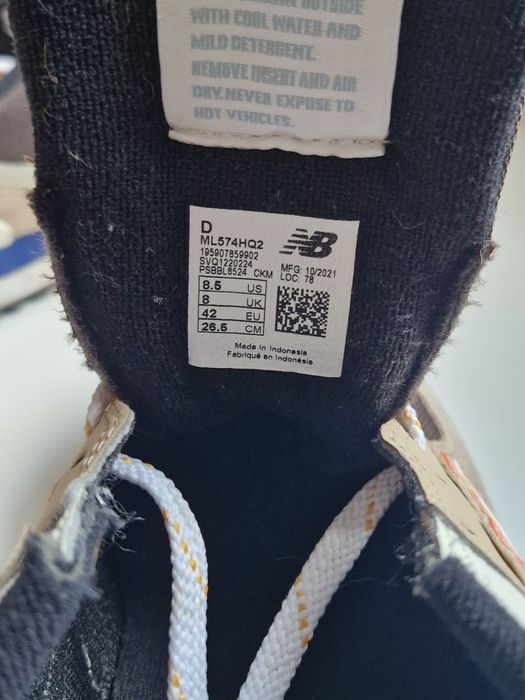 OUTSIDE
WITH COOL WATER AND
MILD DETERGENT.
REMOVE INSERT AND AIR
DRY. NEVER EXPOSE TO
HOT VEHICLES.
D
ML574HQ2
195907859902
SVQ1220224
PSBBL8524 CKM
NB
MFG: 10/2021
LOC: 78
8.5 US
8 UK
42 EU
26.5 CM
Made in Indonesia
Fabriqué en Indonésie